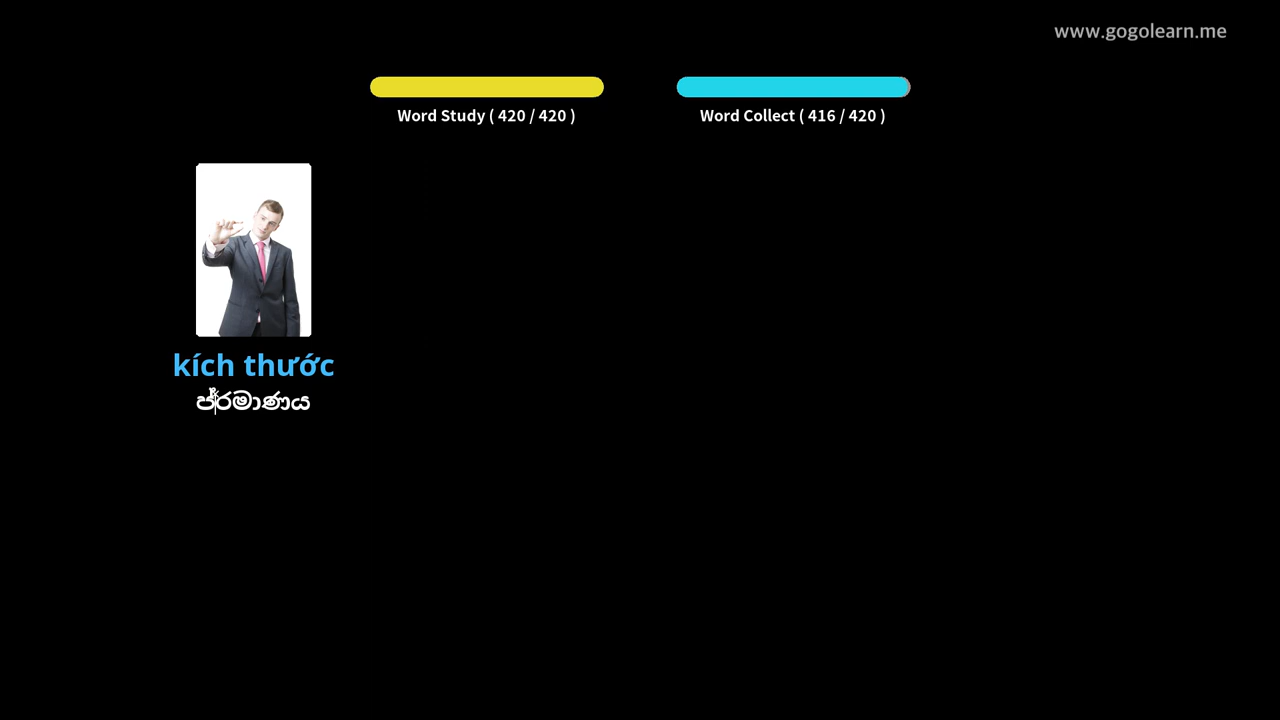 www.gogolearn.me
Word Study ( 420 / 420 )
Word Collect ( 416 / 420 )
kích thước
ප්‍රමාණය